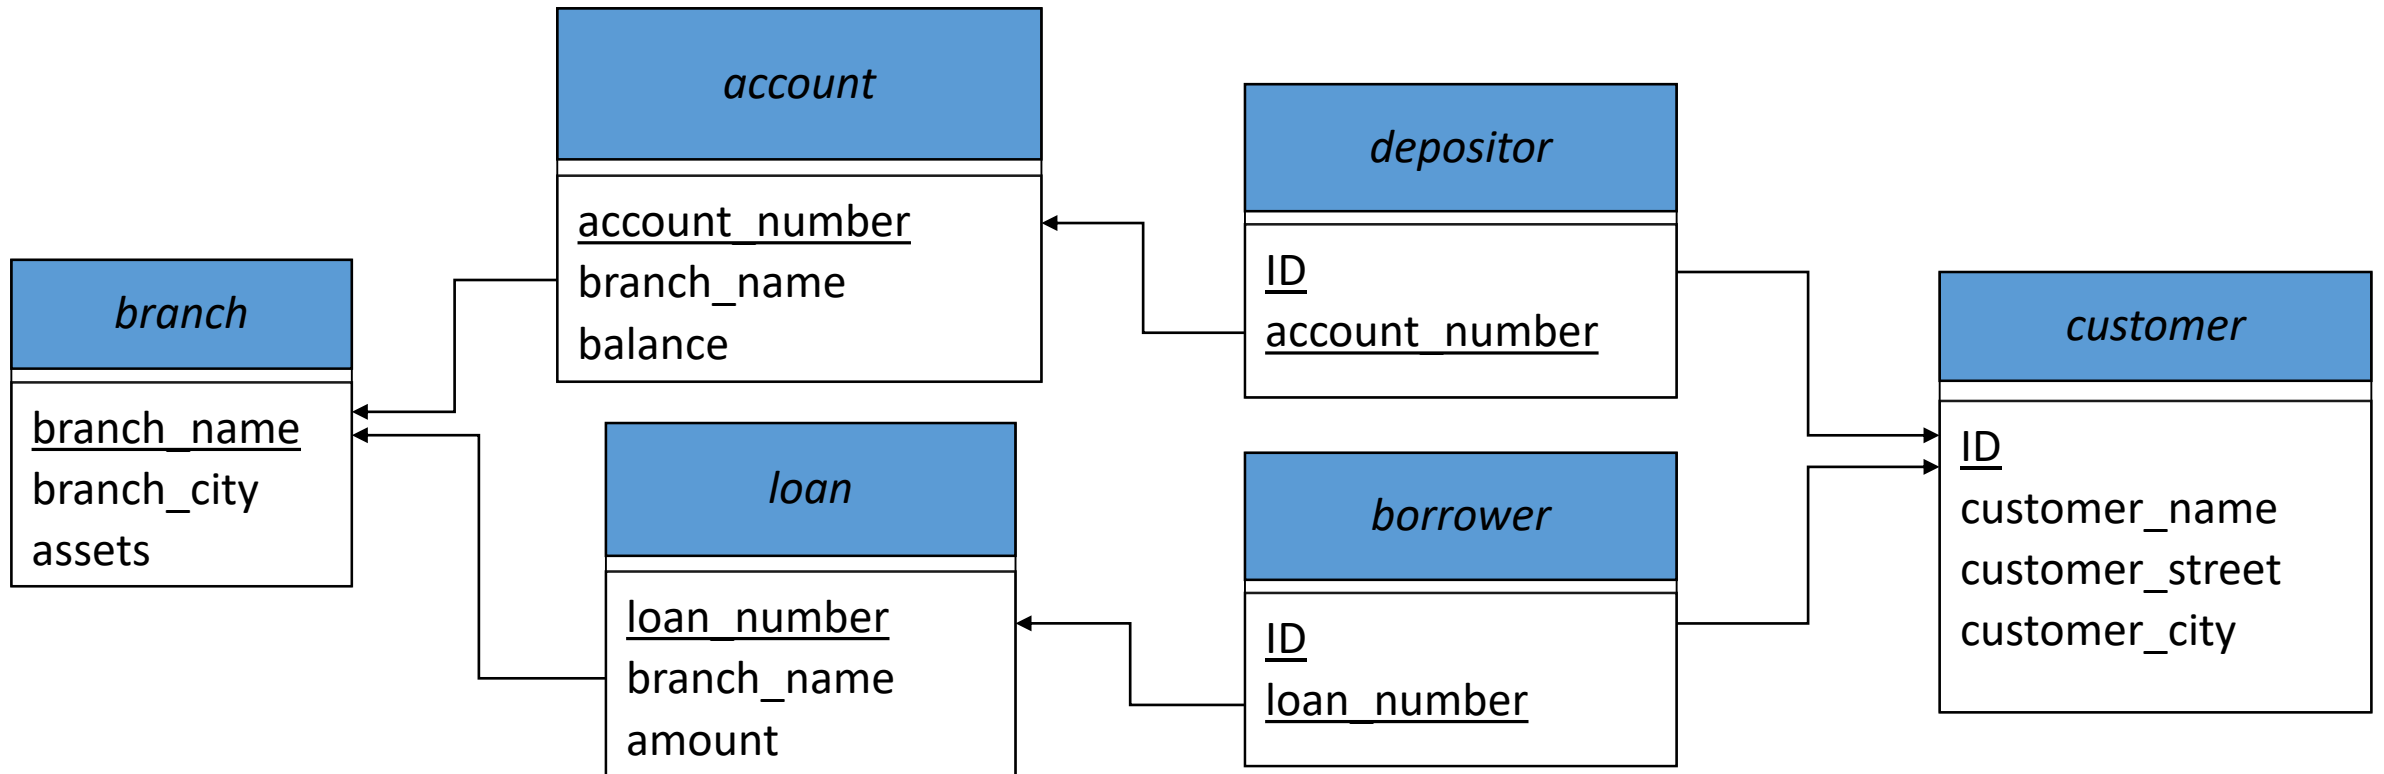 branch
branch_name
branch_city
assets
account
account_number
branch_name
balance
loan
loan_number
branch_name
amount
depositor
ID
account_number
borrower
ID
loan_number
customer
ID
customer_name
customer_street
customer_city